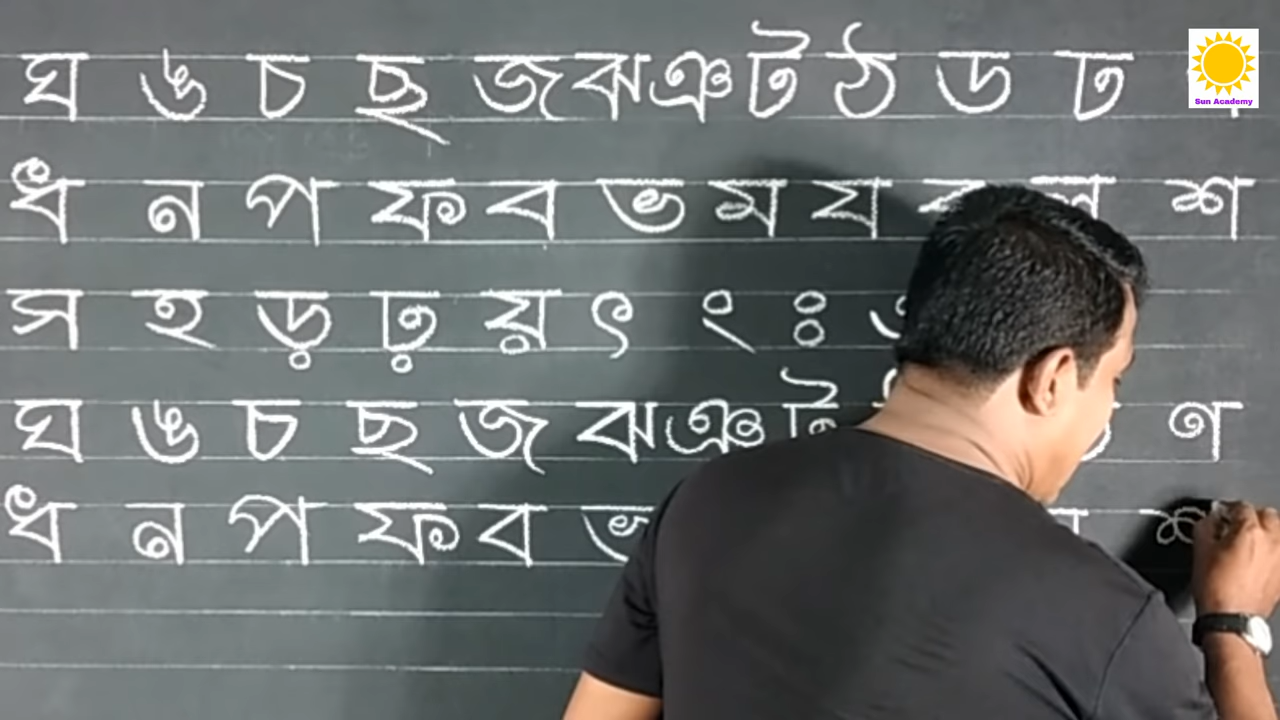 ঘ ঙ চ ছ জ ঝ ঞ ট ঠ ড ঢ
Sun Academy
ধ ন প ফ ব ভ ম য র ল শ
স হ ড় ঢ় য় ৎ ং ঃ
ঘ ঙ চ ছ জ ঝ ঞ ট ণ
ধ ন প ফ ব ভ শ